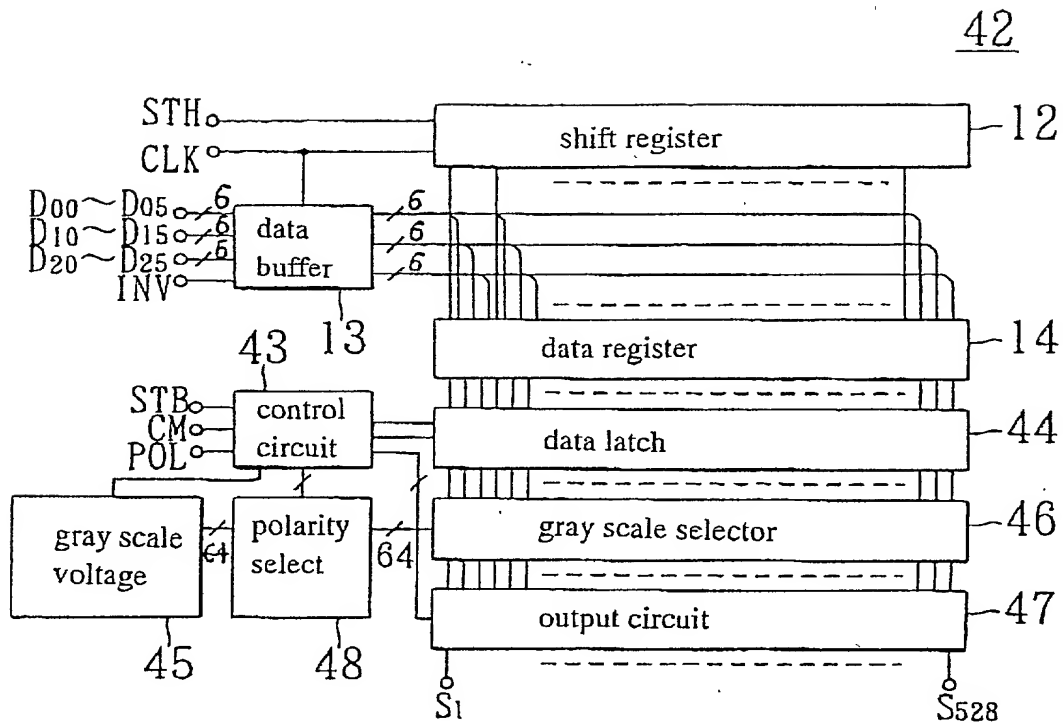 42
STH
shift register
12
CLK
D00~D05
6
6
D10~D15
6
data
6
D20~D25
6
buffer
6
INV
13
data register
14
43
STB
control
CM
circuit
data latch
44
POL
gray scale
voltage
64
polarity
select
64
gray scale selector
46
output circuit
47
45
48
S1
S528